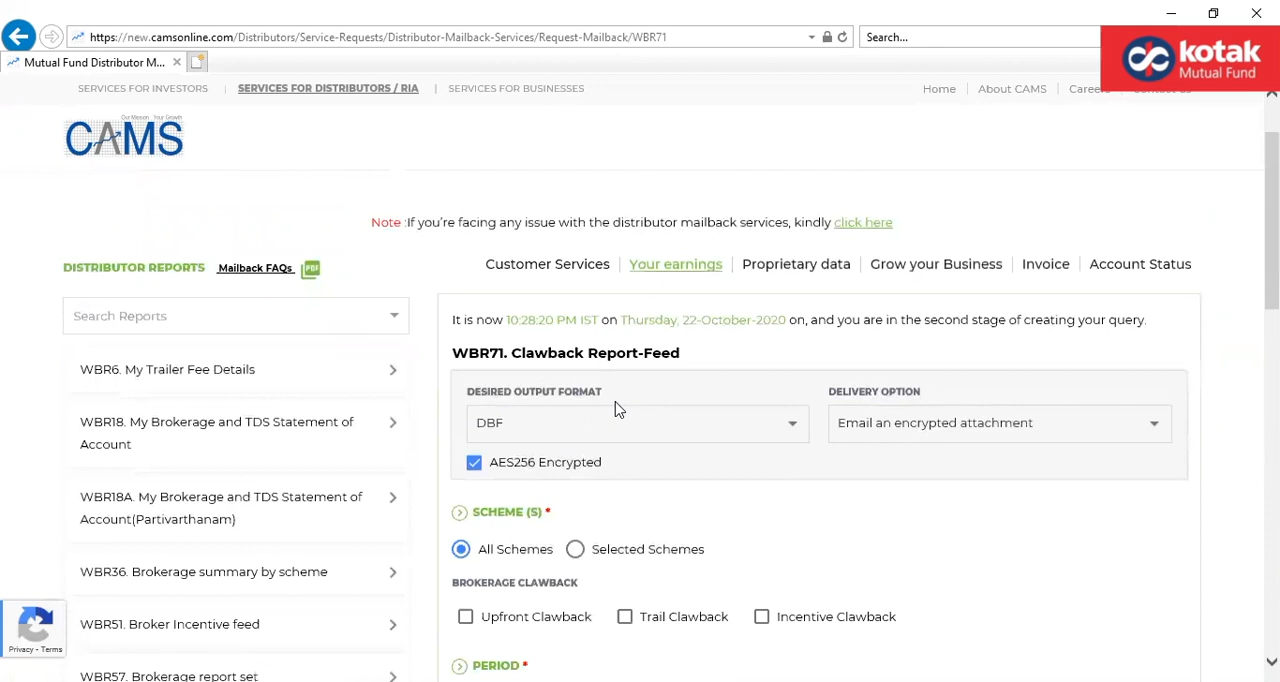 https://new.camsonline.com/Distributors/Service-Requests/Distributor-Mailback-Services/Request-Mailback/WBR71
Search...
Mutual Fund Distributor M...
kotak
Mutual Fund
SERVICES FOR INVESTORS | SERVICES FOR DISTRIBUTORS / RIA | SERVICES FOR BUSINESSES
Home | About CAMS |
CAMS
Note :If you're facing any issue with the distributor mailback services, kindly click here
DISTRIBUTOR REPORTS Mailback FAQs PDF
Customer Services | Your earnings | Proprietary data | Grow your Business | Invoice | Account Status
Search Reports
It is now 10:28:20 PM IST on Thursday, 22-October-2020 on, and you are in the second stage of creating your query.
WBR71. Clawback Report-Feed
DESIRED OUTPUT FORMAT
DELIVERY OPTION
DBF
Email an encrypted attachment
AES256 Encrypted
SCHEME (S) *
All Schemes Selected Schemes
BROKERAGE CLAWBACK
Upfront Clawback Trail Clawback Incentive Clawback
PERIOD *
WBR6. My Trailer Fee Details
WBR18. My Brokerage and TDS Statement of
Account
WBR18A. My Brokerage and TDS Statement of
Account(Partivarthanam)
WBR36. Brokerage summary by scheme
WBR51. Broker Incentive feed
WBR57. Brokerage report set
Privacy - Terms